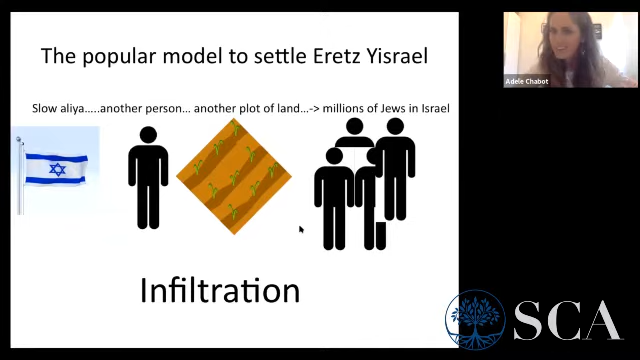 The popular model to settle Eretz Yisrael
Slow aliya…..another person… another plot of land…-> millions of Jews in Israel
Infiltration
Adele Chabot
SCA